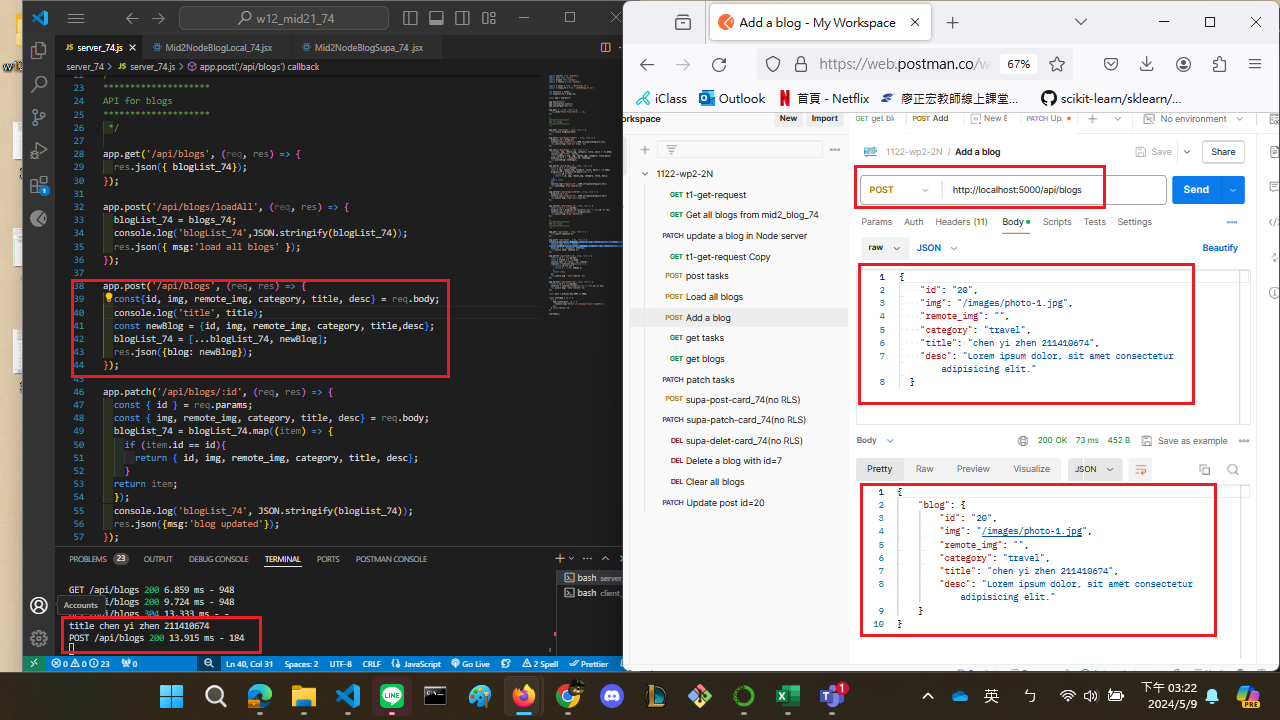 w12_mid21_74
server_74.js
Mid2NodeBlogLocal_74.jsx
Mid2NodeBlogSupa_74 .jsx
server_74 > server_74.js > app.post('/api/blogs') callback
23 ********************
24 API for blogs
25 ********************
26 */
27
28 app.get('/api/blogs', (req, res) => {
29 res.json({ blogList_74});
30 });
31
32 app.post('/api/blogs/loadAll', (req, res) => {
33 blogList_74 = blogs_74;
34 console.log('blogList_74',JSON.stringify(blogList_74));
35 res.json({ msg:'load all blogs' });
36 });
37
38 app.post('/api/blogs', (req, res) => {
39 const{id, img, remote_img, category, title, desc} = req.body;
40 console.log('title', title);
41 const newBlog = {id, img, remote_img, category, title,desc};
42 blogList_74 = [...blogList_74, newBlog];
43 res.json({blog: newBlog});
44 });
45
46 app.patch('/api/blogs/:id', (req, res) => {
47 const { id } = req.params;
48 const { img, remote_img, category, title, desc} = req.body;
49 blogList_74 = blogList_74.map((item) => {
50 if (item.id == id){
51 return { id, img, remote_img, category, title, desc};
52 }
53 return item;
54 });
55 console.log('blogList_74', JSON.stringify(blogList_74));
56 res.json({msg:'blog updated'});
57 });
PROBLEMS 23 OUTPUT DEBUG CONSOLE TERMINAL PORTS POSTMAN CONSOLE
bash server
bash client_
GET /api/blogs 200 6.859 ms - 948
/api/blogs 200 9.724 ms - 948
/api/blogs 304 13.333 ms - -
Accounts
title chen yi zhen 211410674
POST /api/blogs 200 13.915 ms - 184
0 0 23 0 Ln 40, Col 31 Spaces: 2 UTF-8 CRLF JavaScript Go Live 2 Spell Prettier
Add a blog - My Workspace
https://web.postman.co/w
67%
iClass
Outlook
首頁 - Netflix
廖正宏教師線上課堂...
scikit-learn/sklearn/...
orkspace
New
Import
get bl
POST Add
New E
PATCH Up
No environment
1122-wp2-2N
GET t1-get-request
GET Get all blogs from mid2_blog_74
PATCH update a blog in Node server
GET t1-get-request Copy
POST post tasks
POST Load all blogs
POST Add a blog
GET get tasks
GET get blogs
PATCH patch tasks
POST supa-post-card_74(no RLS)
PATCH supa-patch-card_74(no RLS)
DEL supa-delet-card_74(no RLS)
DEL Delete a blog with id=7
DEL Clear all blogs
PATCH Update post id=20
1122-wp2-2N / Add a blog
Save
Share
POST
http://localhost:5000/api/blogs
Send
Params Auth Headers (11) Body Scripts Tests Settings
raw JSON
Beautify
1 {
2 "id": "20",
3 "img": "/images/photo-1.jpg",
4 "remote_img": "",
5 "category": "travel",
6 "title": "chen yi zhen 211410674",
7 "desc": "Lorem ipsum dolor, sit amet consectetur
adipisicing elit."
8 }
Body 200 OK 73 ms 452 B Save as example
Pretty Raw Preview Visualize JSON
1 {
2 "blog": {
3 "id": "20",
4 "img": "/images/photo-1.jpg",
5 "remote_img": "",
6 "category": "travel",
7 "title": "chen yi zhen 211410674",
8 "desc": "Lorem ipsum dolor, sit amet consectetur
adipisicing elit."
9 }
10 }
英
ㄅ
下午 03:22
2024/5/9